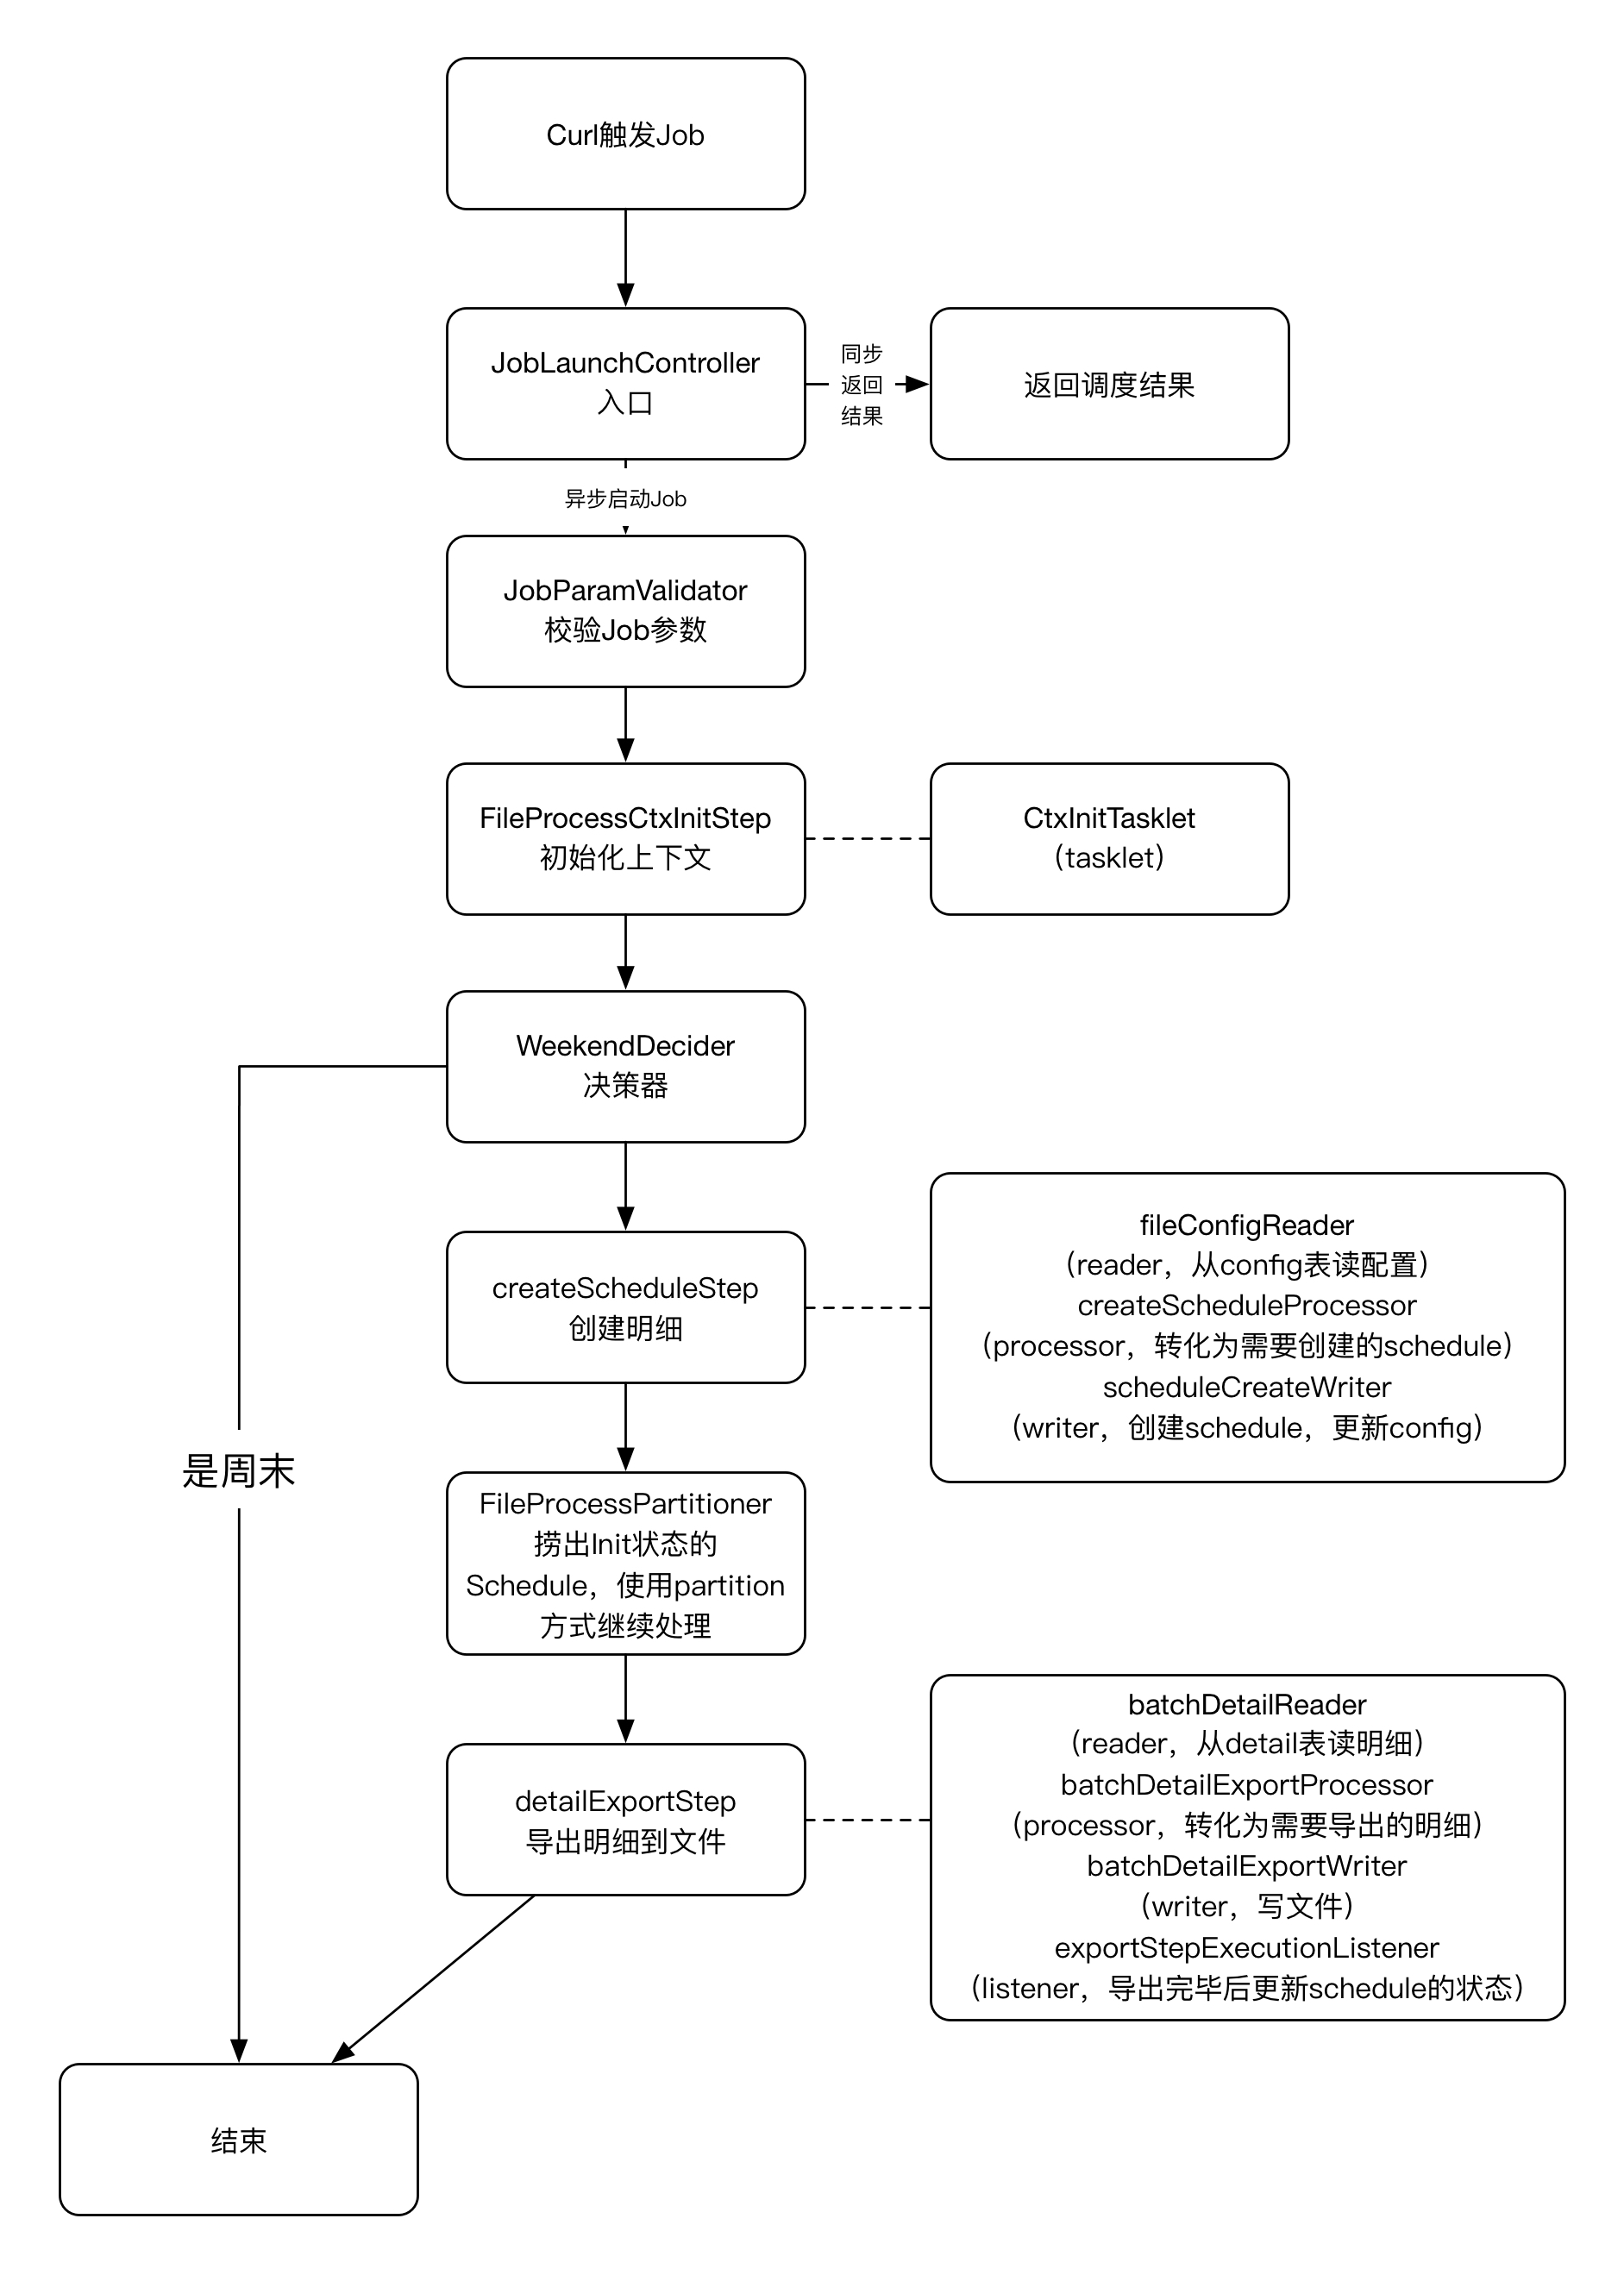 Curl触发Job
JobLaunchController
入口
同步
返回
结果
返回调度结果
异步启动Job
JobParamValidator
校验Job参数
FileProcessCtxInitStep
初始化上下文
CtxInitTasklet
（tasklet）
WeekendDecider
决策器
createScheduleStep
创建明细
fileConfigReader
（reader，从config表读配置）
createScheduleProcessor
（processor，转化为需要创建的schedule）
scheduleCreateWriter
（writer，创建schedule，更新config）
是周末
FileProcessPartitioner
捞出Init状态的
Schedule，使用partition
方式继续处理
detailExportStep
导出明细到文件
batchDetailReader
（reader，从detail表读明细）
batchDetailExportProcessor
（processor，转化为需要导出的明细）
batchDetailExportWriter
（writer，写文件）
exportStepExecutionListener
（listener，导出完毕后更新schedule的状态）
结束